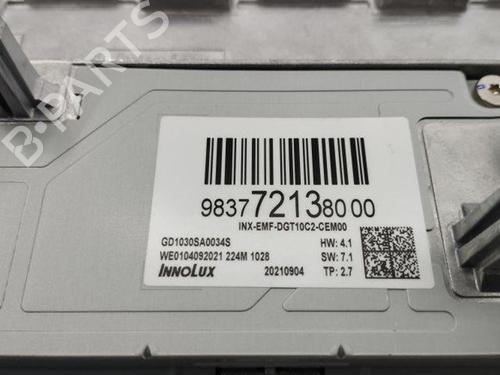 B-PARTS
98377213800 00
INX-EMF-DGT10C2-CEM00
GD1030SA0034S HW: 4.1
WE0104092021 224M 1028 SW: 7.1
INNOLUX 20210904 TP: 2.7